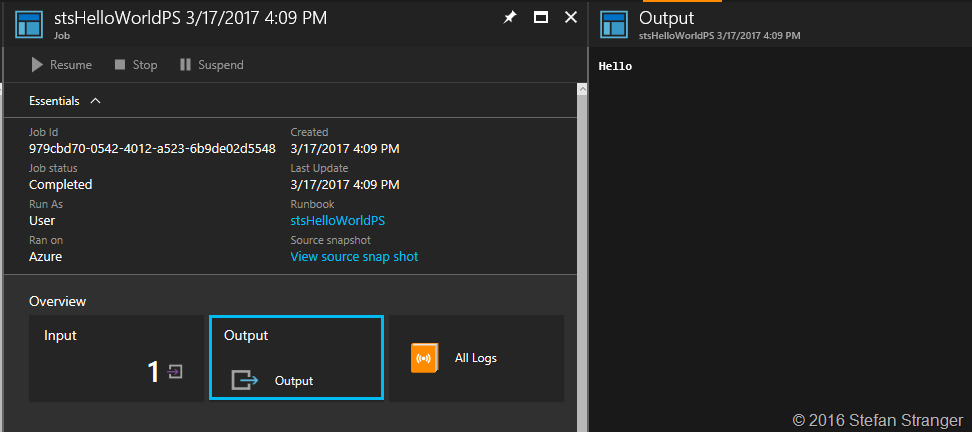 stsHelloWorldPS 3/17/2017 4:09 PM
Job
Resume
Stop
Suspend
Essentials
Job Id
979cbd70-0542-4012-a523-6b9de02d5548
Created
3/17/2017 4:09 PM
Job status
Completed
Last Update
3/17/2017 4:09 PM
Run As
User
Runbook
stsHelloWorldPS
Ran on
Azure
Source snapshot
View source snap shot
Overview
Input
1
Output
Output
All Logs
Output
stsHelloWorldPS 3/17/2017 4:09 PM
Hello
© 2016 Stefan Stranger